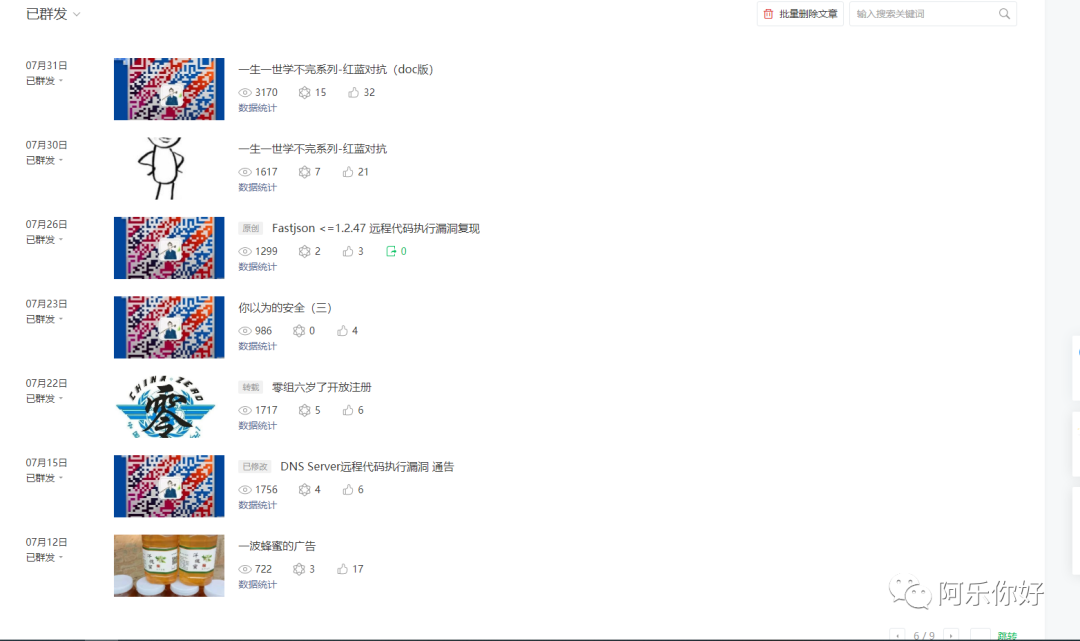 已群发
批量删除文章
输入搜索关键词
07月31日
已群发
一生一世学不完系列-红蓝对抗（doc版）
3170 15 32
数据统计
07月30日
已群发
一生一世学不完系列-红蓝对抗
1617 7 21
数据统计
07月26日
已群发
原创 Fastjson <=1.2.47 远程代码执行漏洞复现
1299 2 3 0
数据统计
07月23日
已群发
你以为的安全（三）
986 0 4
数据统计
07月22日
已群发
CHINA-ZERO
零
转载 零组六岁了开放注册
1717 5 6
数据统计
07月15日
已群发
已修改 DNS Server远程代码执行漏洞 通告
1756 4 6
数据统计
07月12日
已群发
一波蜂蜜的广告
722 3 17
数据统计
阿乐你好
6 / 9
跳转